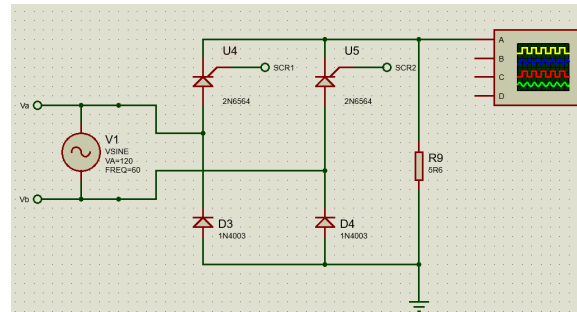 U4
SCR1
2N6564
U5
SCR2
2N6564
A
B
C
D
Va
V1
VSINE
VA=120
FREQ=60
Vb
R9
5R6
D3
1N4003
D4
1N4003